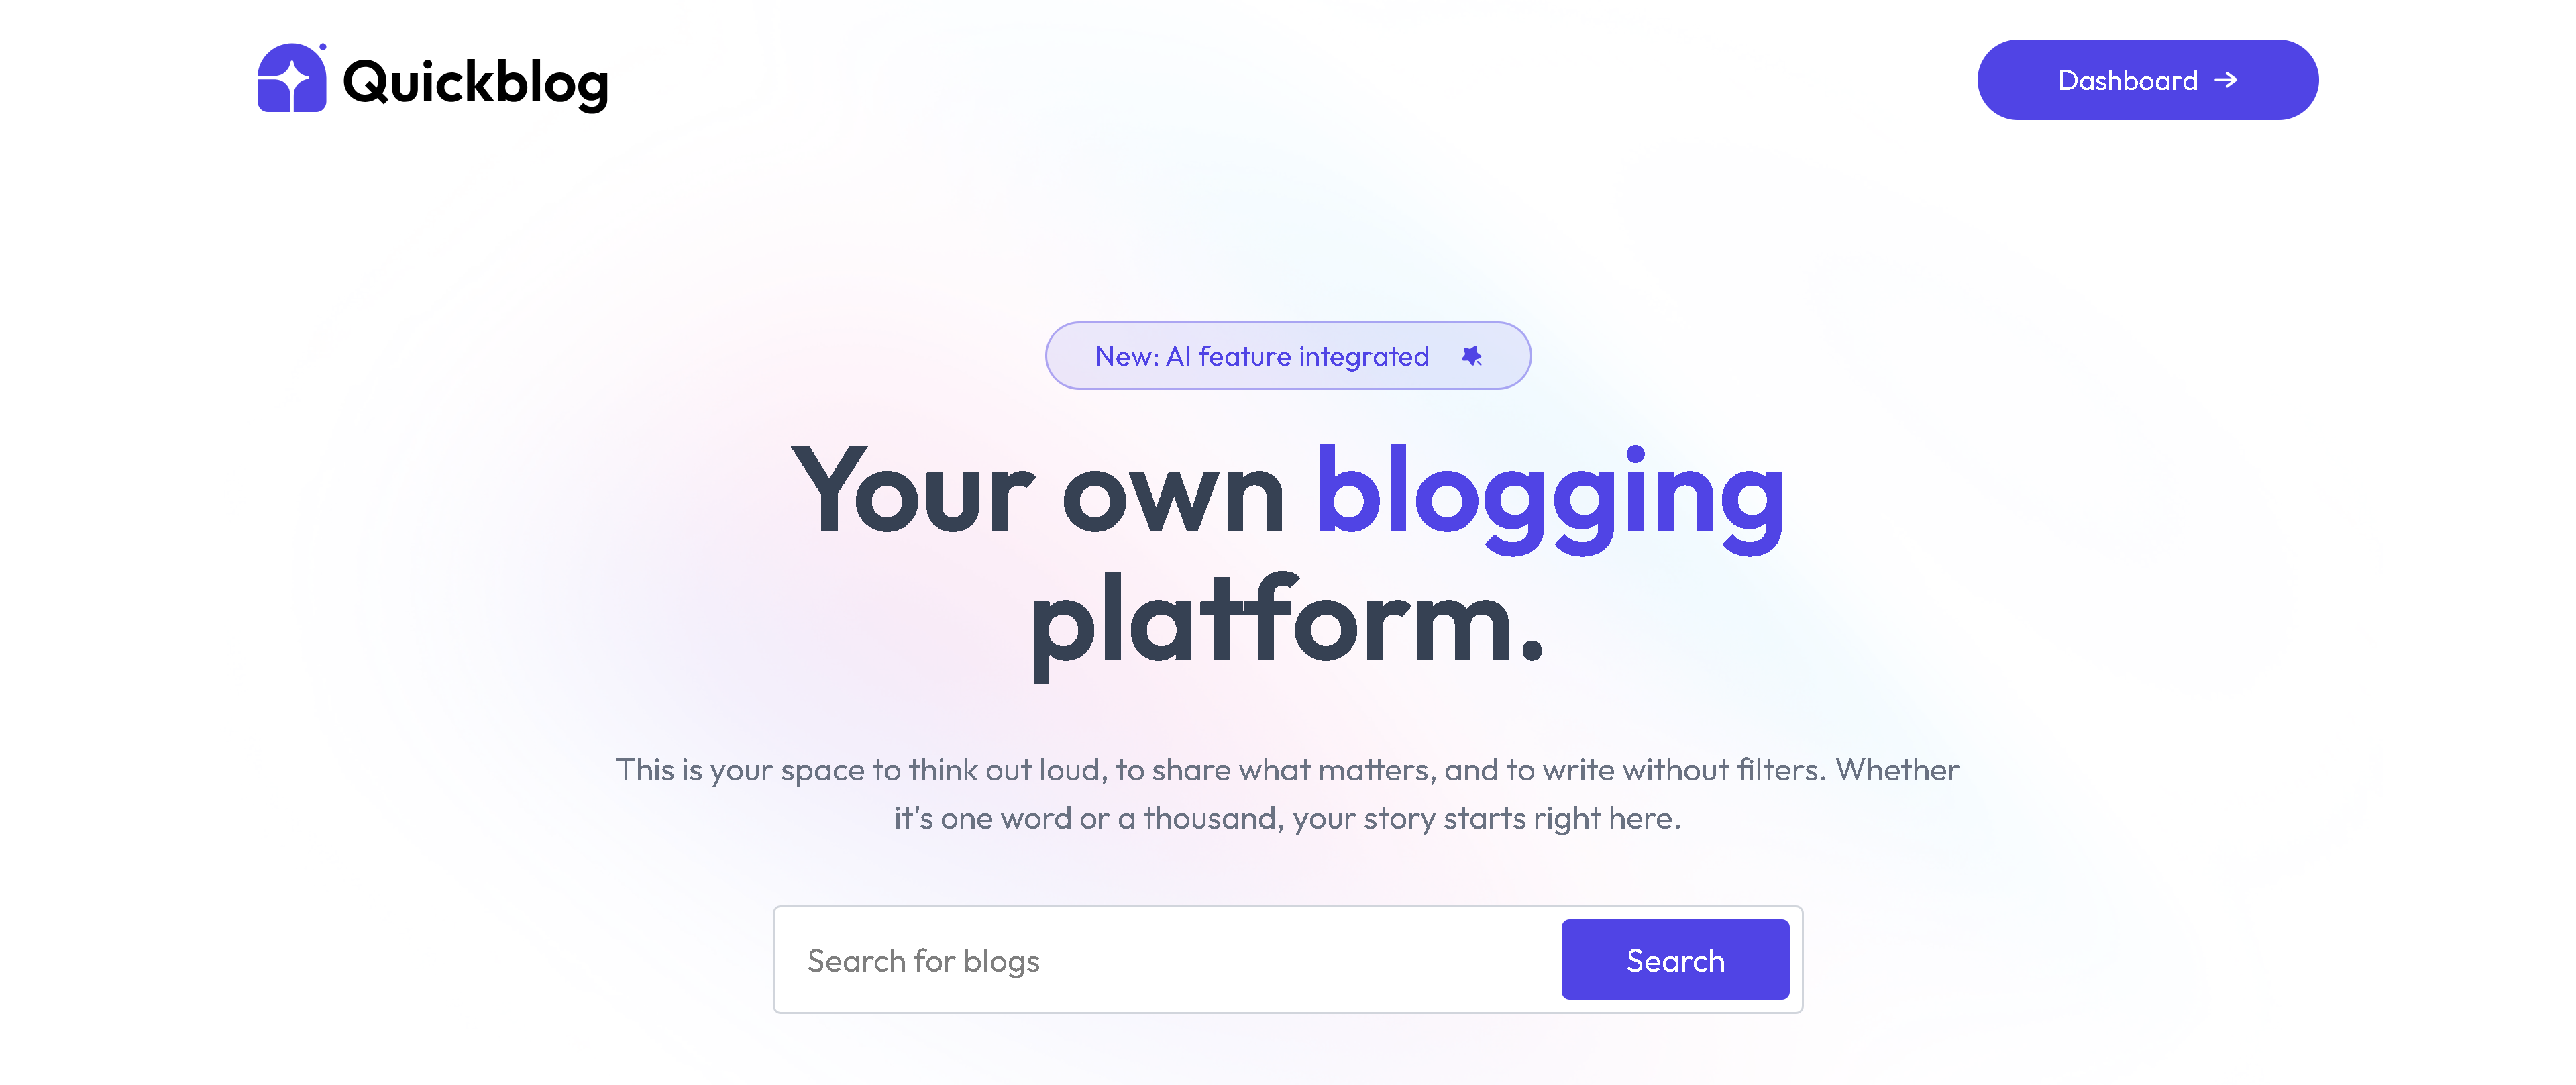 Quickblog
Dashboard →
New: AI feature integrated
Your own blogging
platform.
This is your space to think out loud, to share what matters, and to write without filters. Whether
it's one word or a thousand, your story starts right here.
Search for blogs
Search